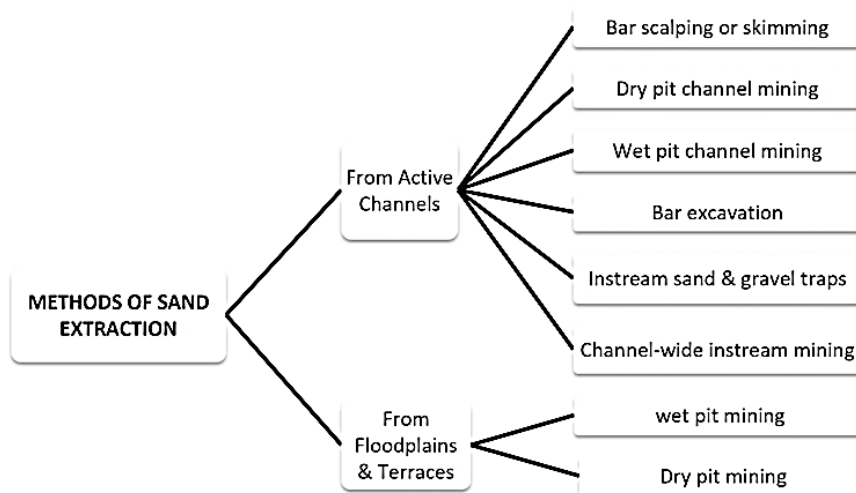 METHODS OF SAND
EXTRACTION
From Active
Channels
Bar scalping or skimming
Dry pit channel mining
Wet pit channel mining
Bar excavation
Instream sand & gravel traps
Channel-wide instream mining
From
Floodplains
& Terraces
wet pit mining
Dry pit mining